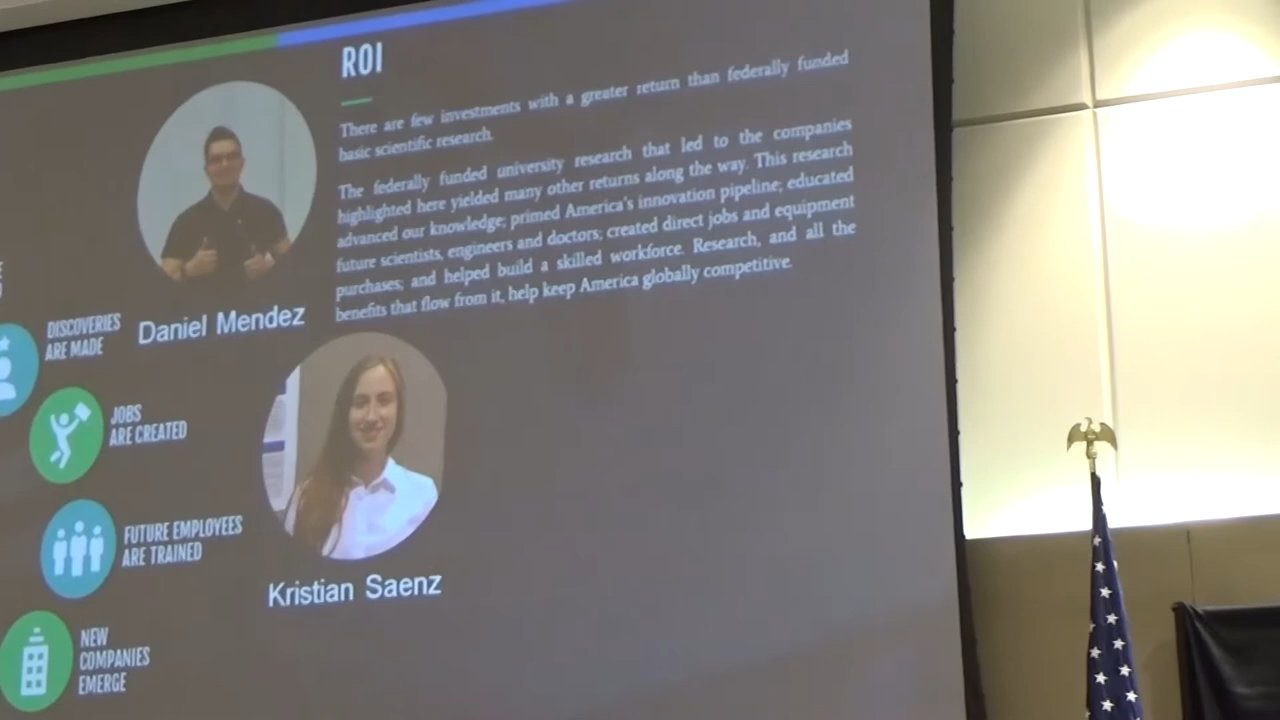 ROI
There are few investments with a greater return than federally funded
basic scientific research.
The federally funded university research that led to the companies
highlighted here yielded many other returns along the way. This research
advanced our knowledge; primed America's innovation pipeline; educated
future scientists, engineers and doctors; created direct jobs and equipment
purchases; and helped build a skilled workforce. Research, and all the
benefits that flow from it, help keep America globally competitive.
Daniel Mendez
DISCOVERIES
ARE MADE
JOBS
ARE CREATED
FUTURE EMPLOYEES
ARE TRAINED
Kristian Saenz
NEW
COMPANIES
EMERGE